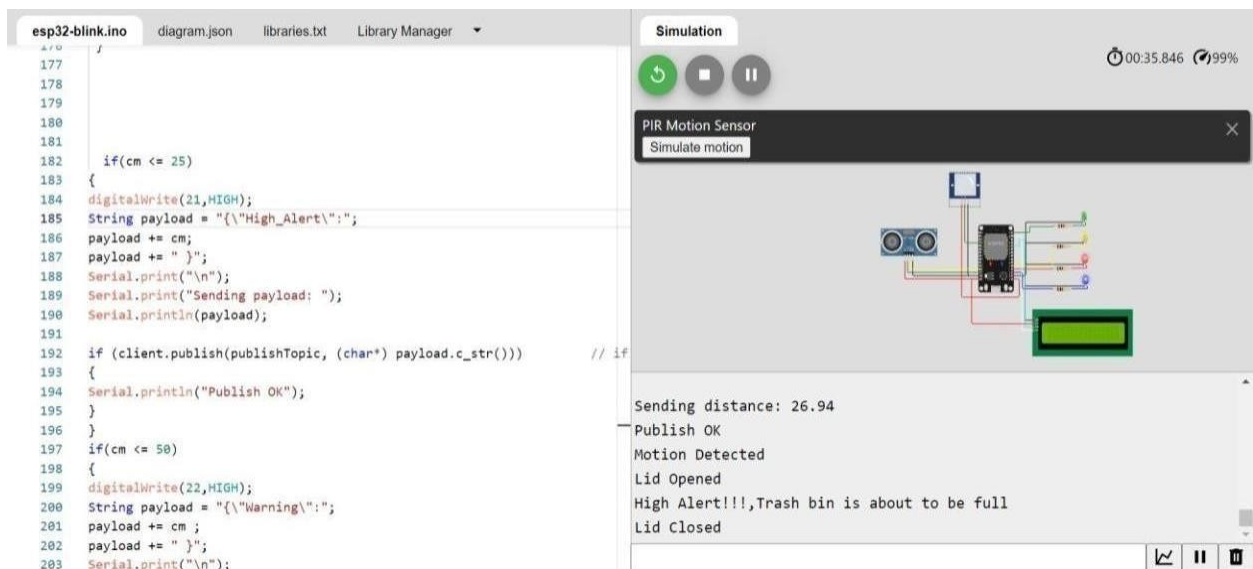 esp32-blink.ino diagram.json libraries.txt Library Manager
176 }
177
178
179
180
181
182 if(cm <= 25)
183 {
184 digitalWrite(21,HIGH);
185 String payload = "{\"High_Alert\":";
186 payload += cm;
187 payload += " }";
188 Serial.print("\n");
189 Serial.print("Sending payload: ");
190 Serial.println(payload);
191
192 if (client.publish(publishTopic, (char*) payload.c_str())) // if
193 {
194 Serial.println("Publish OK");
195 }
196 }
197 if(cm <= 50)
198 {
199 digitalWrite(22,HIGH);
200 String payload = "{\"Warning\":";
201 payload += cm ;
202 payload += " }";
203 Serial.print("\n");
Simulation
00:35.846 99%
PIR Motion Sensor
Simulate motion
Sending distance: 26.94
Publish OK
Motion Detected
Lid Opened
High Alert!!!,Trash bin is about to be full
Lid Closed